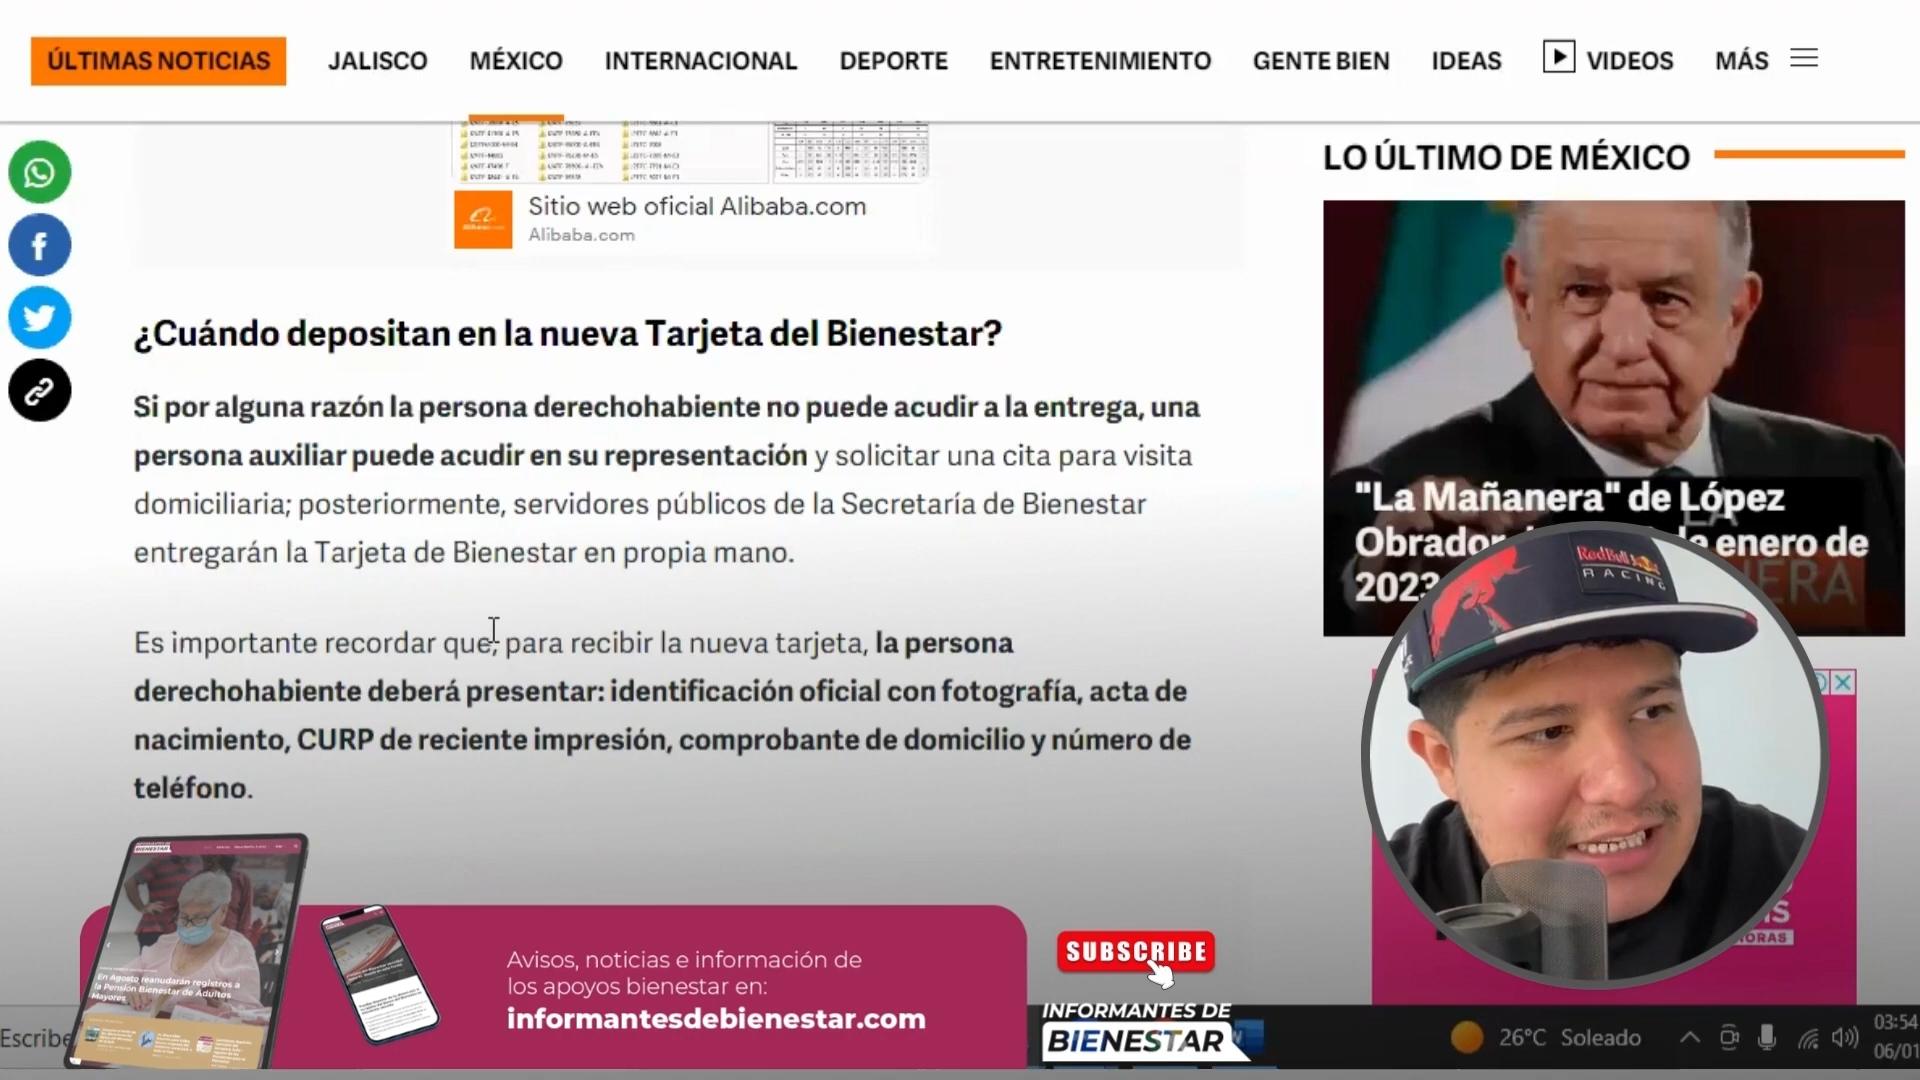 ÚLTIMAS NOTICIAS
JALISCO
MÉXICO
INTERNACIONAL
DEPORTE
ENTRETENIMIENTO
GENTE BIEN
IDEAS
VIDEOS
MÁS
Sitio web oficial Alibaba.com
Alibaba.com
¿Cuándo depositan en la nueva Tarjeta del Bienestar?
Si por alguna razón la persona derechohabiente no puede acudir a la entrega, una
persona auxiliar puede acudir en su representación y solicitar una cita para visita
domiciliaria; posteriormente, servidores públicos de la Secretaría de Bienestar
entregarán la Tarjeta de Bienestar en propia mano.
Es importante recordar que, para recibir la nueva tarjeta, la persona
derechohabiente deberá presentar: identificación oficial con fotografía, acta de
nacimiento, CURP de reciente impresión, comprobante de domicilio y número de
teléfono.
LO ÚLTIMO DE MÉXICO
"La Mañanera" de López
Obrador enero de
2023
RedBull
RACING
En Agosto reanudarán registros a
la Pensión Bienestar de Adultos
Mayores
Avisos, noticias e información de
los apoyos bienestar en:
informantesdebienestar.com
SUBSCRIBE
INFORMANTES DE
BIENESTAR
Escribe
26°C Soleado
03:54
06/01